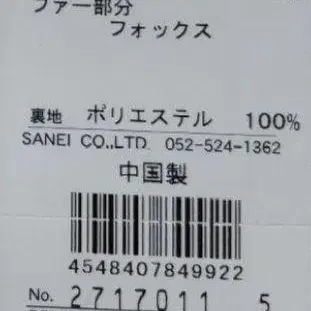 ファー部分
フォックス
裏地 ポリエステル 100%
SANEI CO.,LTD. 052-524-1362
中国製
4548407849922
No. 2717011 5